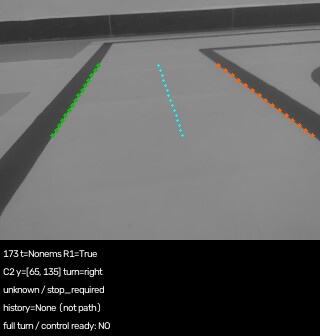 173 t=Nonems R1=True
C2 y=[65, 135] turn=right
unknown / stop_required
history=None (not path)
full turn / control ready: NO